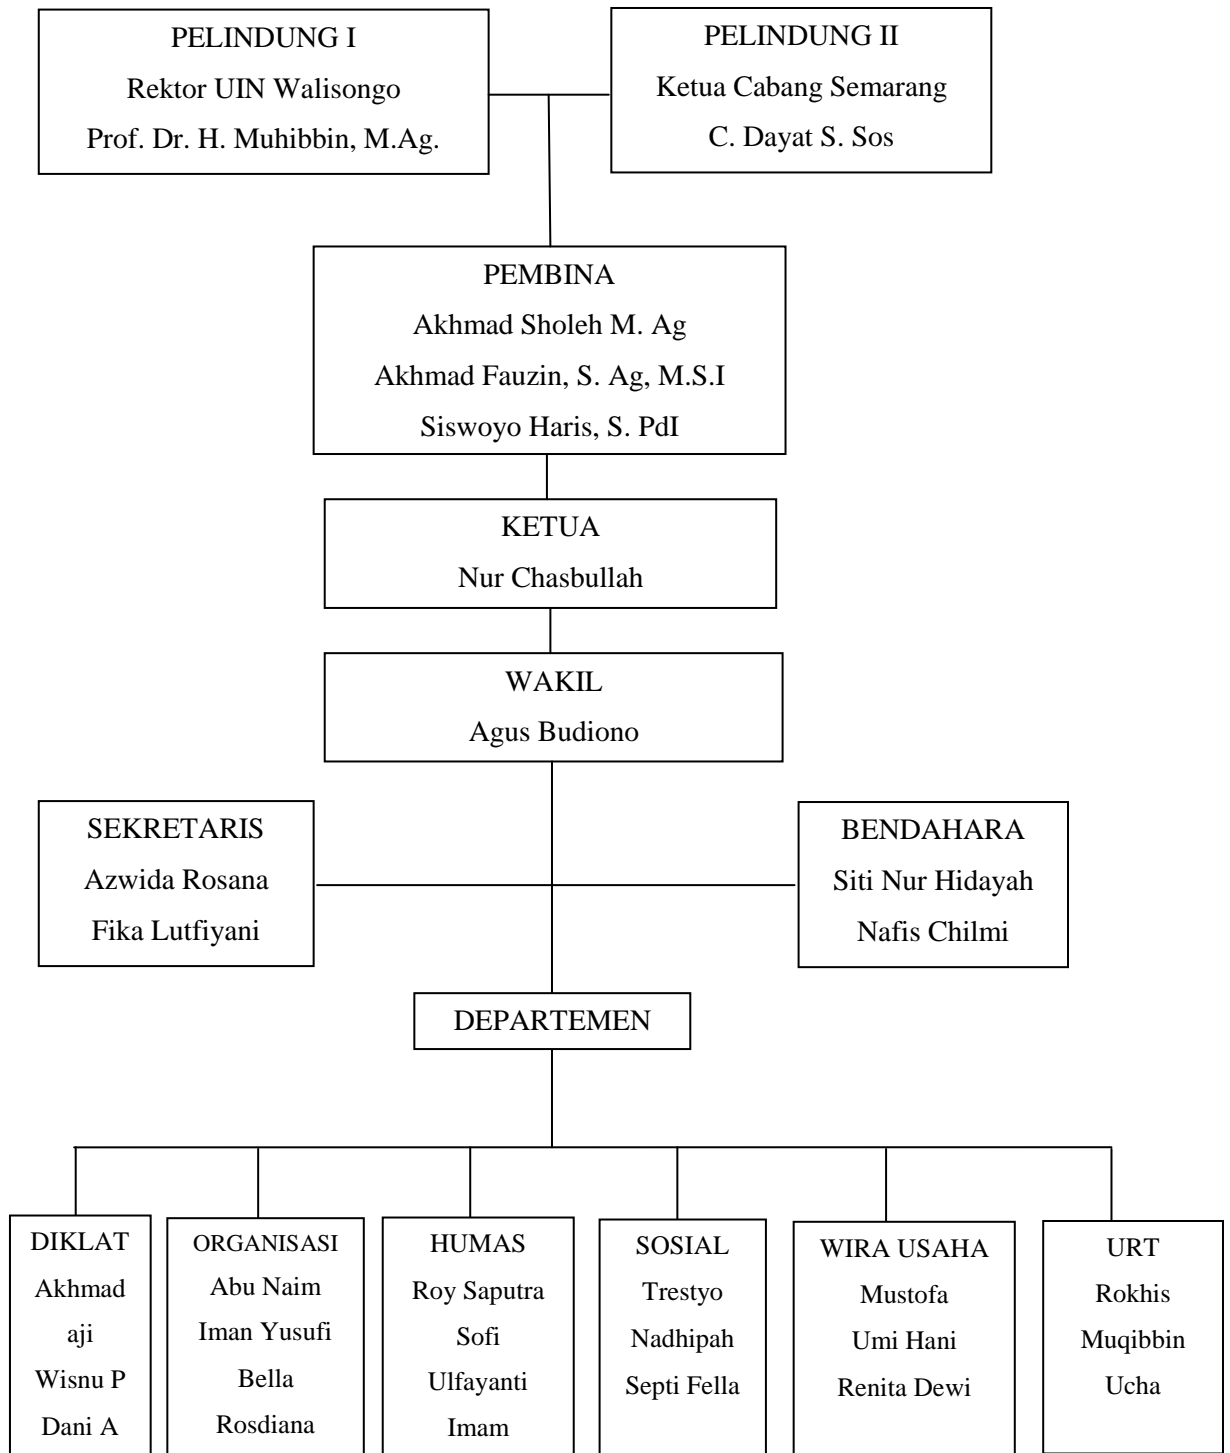 PELINDUNG I
Rektor UIN Walisongo
Prof. Dr. H. Muhibbin, M.Ag.
PELINDUNG II
Ketua Cabang Semarang
C. Dayat S. Sos
PEMBINA
Akhmad Sholeh M. Ag
Akhmad Fauzin, S. Ag, M.S.I
Siswoyo Haris, S. PdI
KETUA
Nur Chasbullah
WAKIL
Agus Budiono
SEKRETARIS
Azwida Rosana
Fika Lutfiyani
BENDAHARA
Siti Nur Hidayah
Nafis Chilmi
DEPARTEMEN
DIKLAT
Akhmad
aji
Wisnu P
Dani A
ORGANISASI
Abu Naim
Iman Yusufi
Bella
Rosdiana
HUMAS
Roy Saputra
Sofi
Ulfayanti
Imam
SOSIAL
Trestyo
Nadhipah
Septi Fella
WIRA USAHA
Mustofa
Umi Hani
Renita Dewi
URT
Rokhis
Muqibbin
Ucha